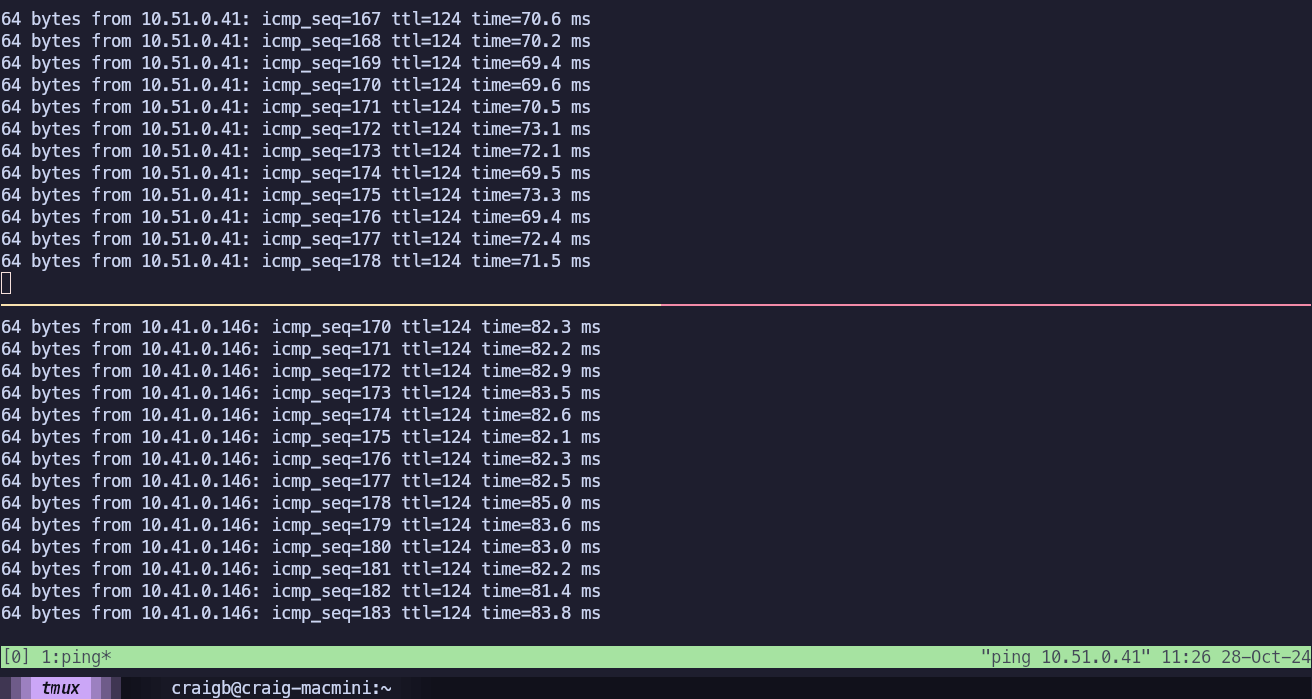 64 bytes from 10.51.0.41: icmp_seq=167 ttl=124 time=70.6 ms
64 bytes from 10.51.0.41: icmp_seq=168 ttl=124 time=70.2 ms
64 bytes from 10.51.0.41: icmp_seq=169 ttl=124 time=69.4 ms
64 bytes from 10.51.0.41: icmp_seq=170 ttl=124 time=69.6 ms
64 bytes from 10.51.0.41: icmp_seq=171 ttl=124 time=70.5 ms
64 bytes from 10.51.0.41: icmp_seq=172 ttl=124 time=73.1 ms
64 bytes from 10.51.0.41: icmp_seq=173 ttl=124 time=72.1 ms
64 bytes from 10.51.0.41: icmp_seq=174 ttl=124 time=69.5 ms
64 bytes from 10.51.0.41: icmp_seq=175 ttl=124 time=73.3 ms
64 bytes from 10.51.0.41: icmp_seq=176 ttl=124 time=69.4 ms
64 bytes from 10.51.0.41: icmp_seq=177 ttl=124 time=72.4 ms
64 bytes from 10.51.0.41: icmp_seq=178 ttl=124 time=71.5 ms
64 bytes from 10.41.0.146: icmp_seq=170 ttl=124 time=82.3 ms
64 bytes from 10.41.0.146: icmp_seq=171 ttl=124 time=82.2 ms
64 bytes from 10.41.0.146: icmp_seq=172 ttl=124 time=82.9 ms
64 bytes from 10.41.0.146: icmp_seq=173 ttl=124 time=83.5 ms
64 bytes from 10.41.0.146: icmp_seq=174 ttl=124 time=82.6 ms
64 bytes from 10.41.0.146: icmp_seq=175 ttl=124 time=82.1 ms
64 bytes from 10.41.0.146: icmp_seq=176 ttl=124 time=82.3 ms
64 bytes from 10.41.0.146: icmp_seq=177 ttl=124 time=82.5 ms
64 bytes from 10.41.0.146: icmp_seq=178 ttl=124 time=85.0 ms
64 bytes from 10.41.0.146: icmp_seq=179 ttl=124 time=83.6 ms
64 bytes from 10.41.0.146: icmp_seq=180 ttl=124 time=83.0 ms
64 bytes from 10.41.0.146: icmp_seq=181 ttl=124 time=82.2 ms
64 bytes from 10.41.0.146: icmp_seq=182 ttl=124 time=81.4 ms
64 bytes from 10.41.0.146: icmp_seq=183 ttl=124 time=83.8 ms
[0] 1:ping* "ping 10.51.0.41" 11:26 28-Oct-24
tmux craigb@craig-macmini:~